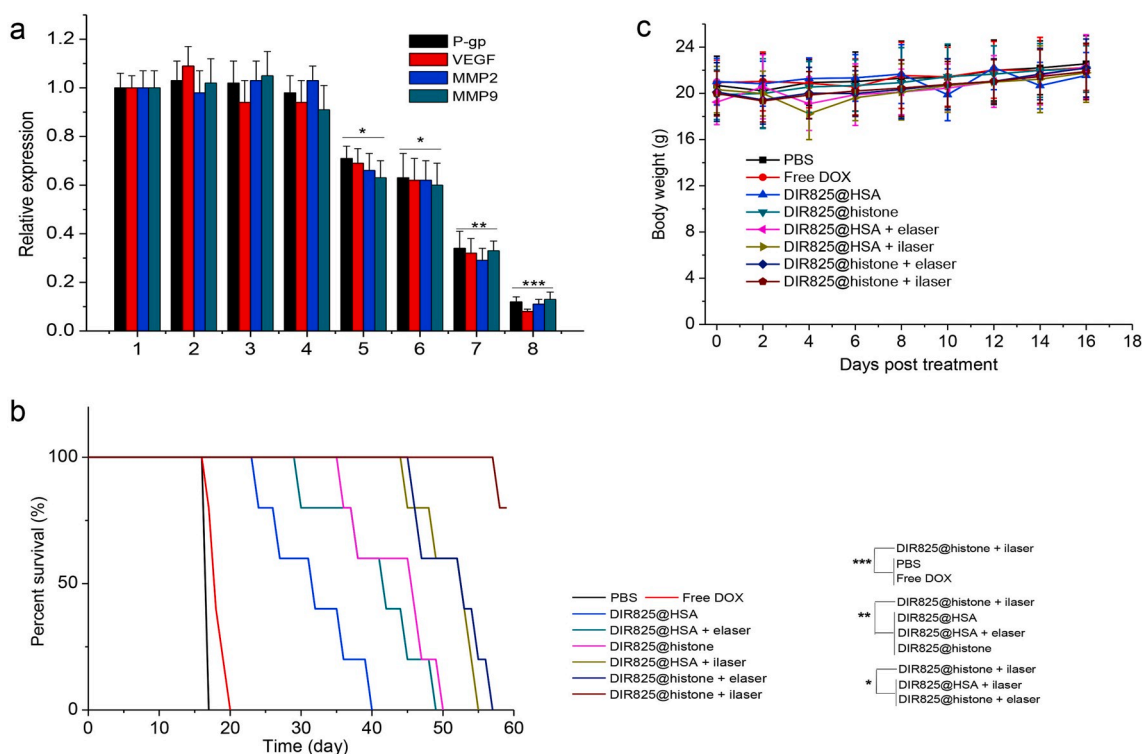 a
1.2
1.0
0.8
0.6
0.4
0.2
0.0
Relative expression
P-gp
VEGF
MMP2
MMP9
*
*
**
***
1 2 3 4 5 6 7 8
c
24
21
18
15
12
9
6
3
0
Body weight (g)
PBS
Free DOX
DIR825@HSA
DIR825@histone
DIR825@HSA + elaser
DIR825@HSA + ilaser
DIR825@histone + elaser
DIR825@histone + ilaser
0 2 4 6 8 10 12 14 16 18
Days post treatment
b
100
50
0
Percent survival (%)
0 10 20 30 40 50 60
Time (day)
PBS Free DOX
DIR825@HSA
DIR825@HSA + elaser
DIR825@histone
DIR825@HSA + ilaser
DIR825@histone + elaser
DIR825@histone + ilaser
DIR825@histone + ilaser
***
PBS
Free DOX
DIR825@histone + ilaser
**
DIR825@HSA
DIR825@HSA + elaser
DIR825@histone
DIR825@histone + ilaser
*
DIR825@HSA + ilaser
DIR825@histone + elaser